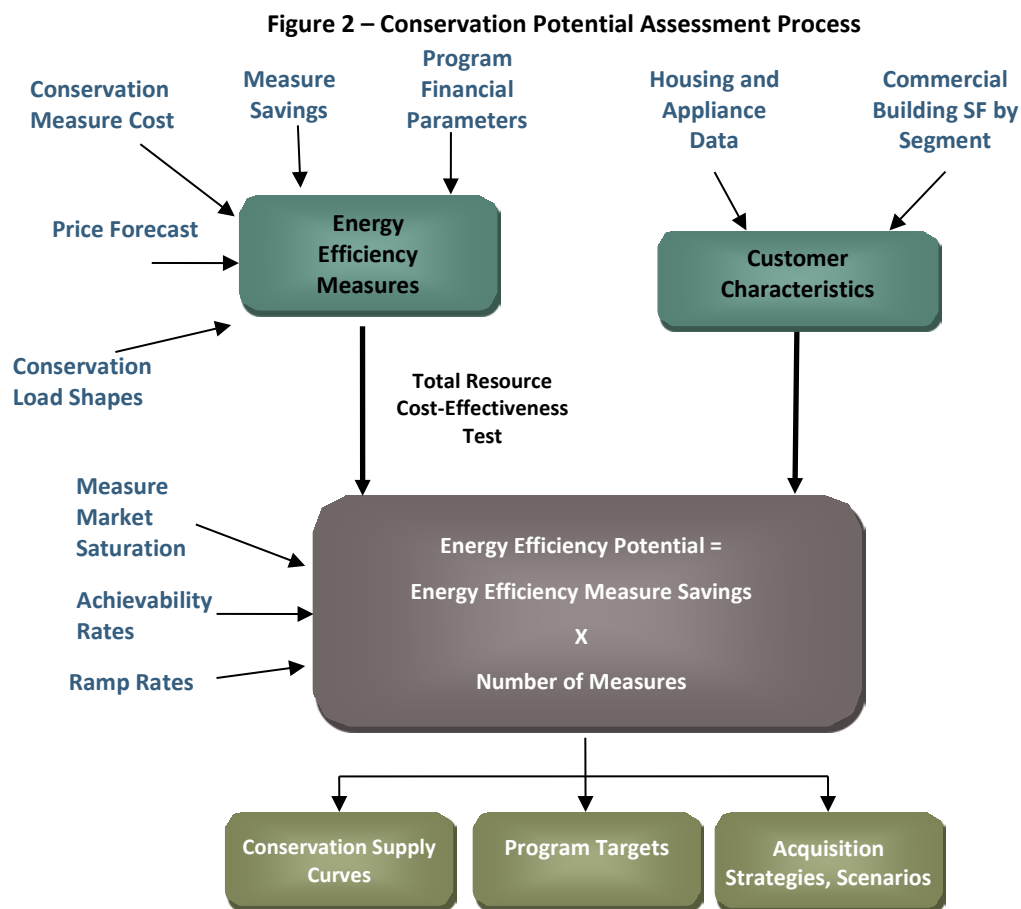 Figure 2 – Conservation Potential Assessment Process
Conservation
Measure Cost
Measure
Savings
Program
Financial
Parameters
Housing and
Appliance
Data
Commercial
Building SF by
Segment
Price Forecast
Energy
Efficiency
Measures
Customer
Characteristics
Conservation
Load Shapes
Total Resource
Cost-Effectiveness
Test
Measure
Market
Saturation
Achievability
Rates
Ramp Rates
Energy Efficiency Potential =
Energy Efficiency Measure Savings
X
Number of Measures
Conservation Supply
Curves
Program Targets
Acquisition
Strategies, Scenarios